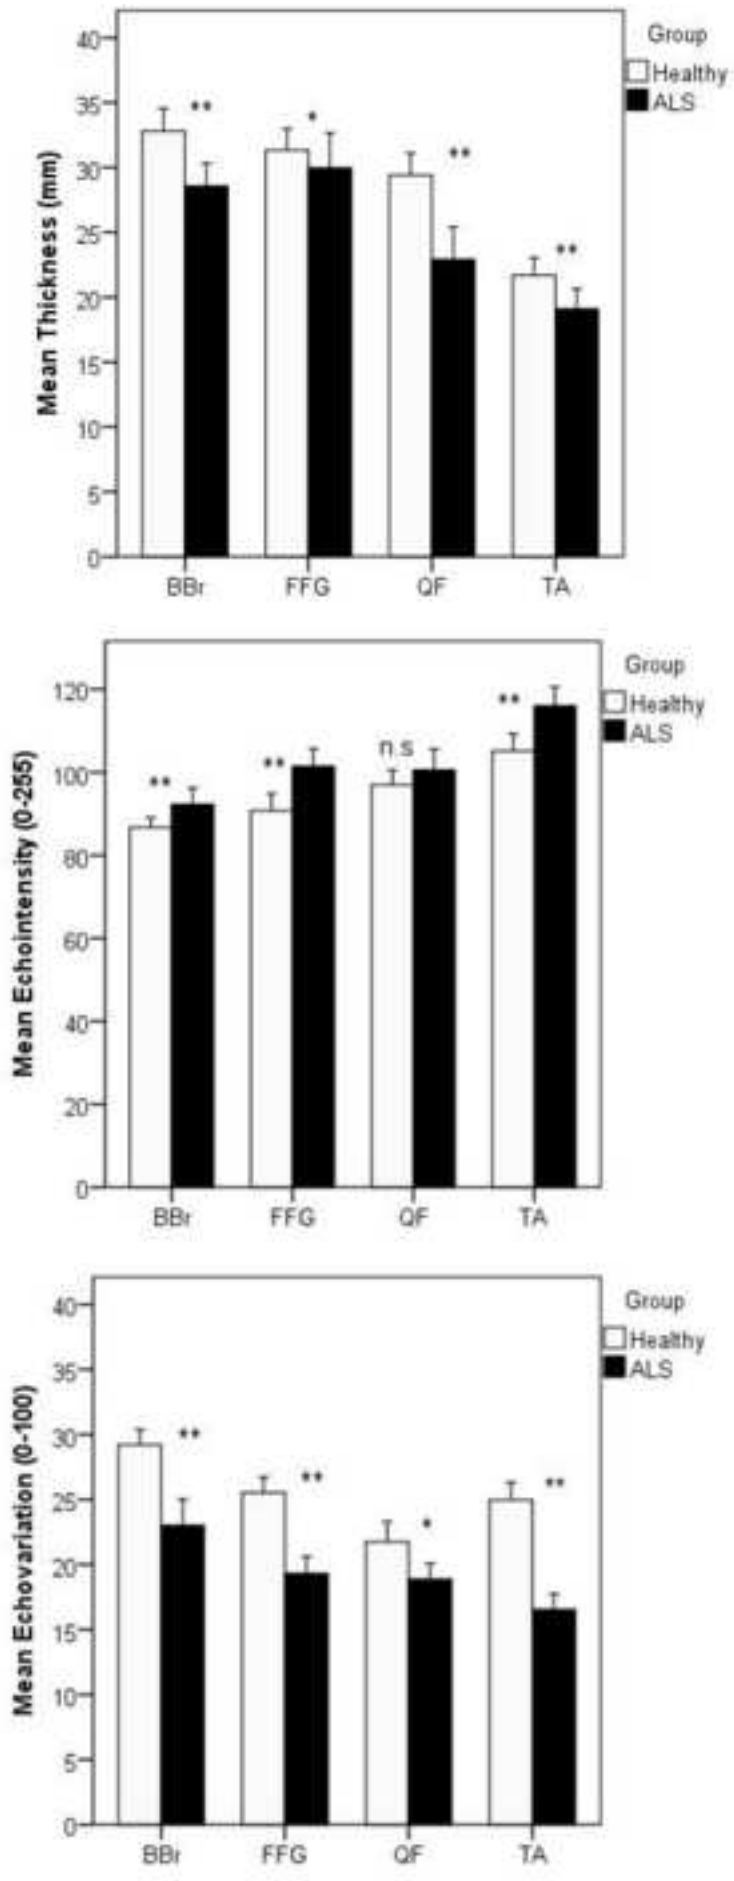 Group
Healthy
ALS
Mean Thickness (mm)
40
35
30
25
20
15
10
5
0
**
*
**
**
BBr FFG QF TA
Group
Healthy
ALS
Mean Echointensity (0-255)
120
100
80
60
40
20
0
**
**
n.s
**
BBr FFG QF TA
Group
Healthy
ALS
Mean Echovariation (0-100)
40
35
30
25
20
15
10
5
0
**
**
*
**
BBr FFG QF TA